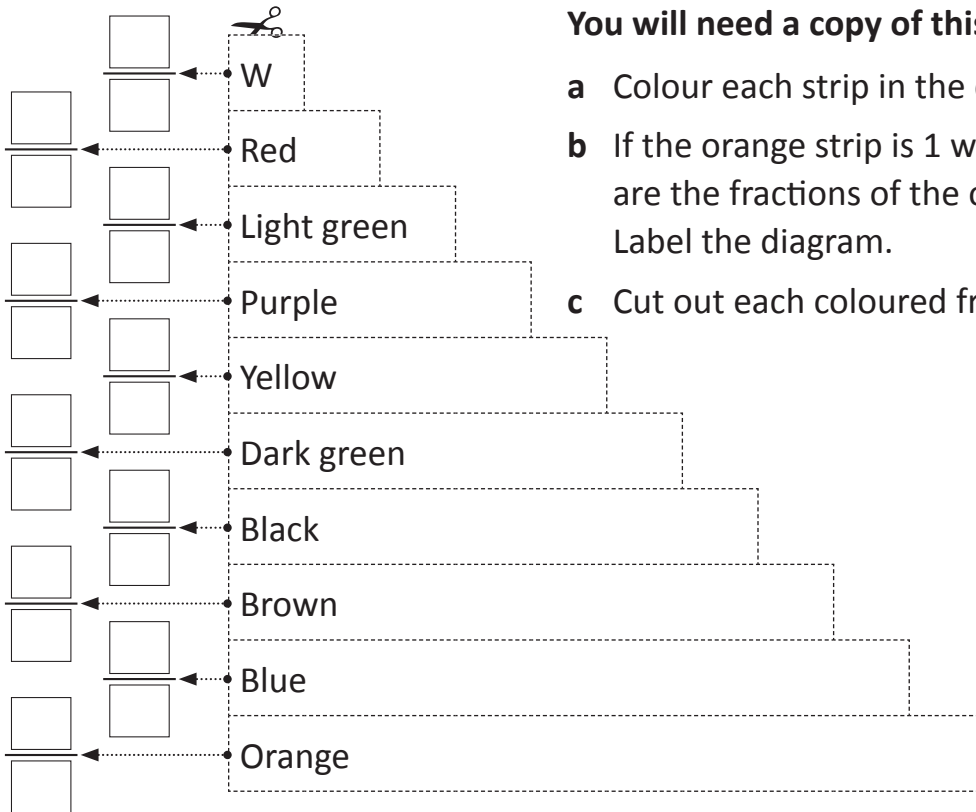 You will need a copy of this
a Colour each strip in the
b If the orange strip is 1 w
are the fractions of the
Label the diagram.
c Cut out each coloured fr
W
Red
Light green
Purple
Yellow
Dark green
Black
Brown
Blue
Orange